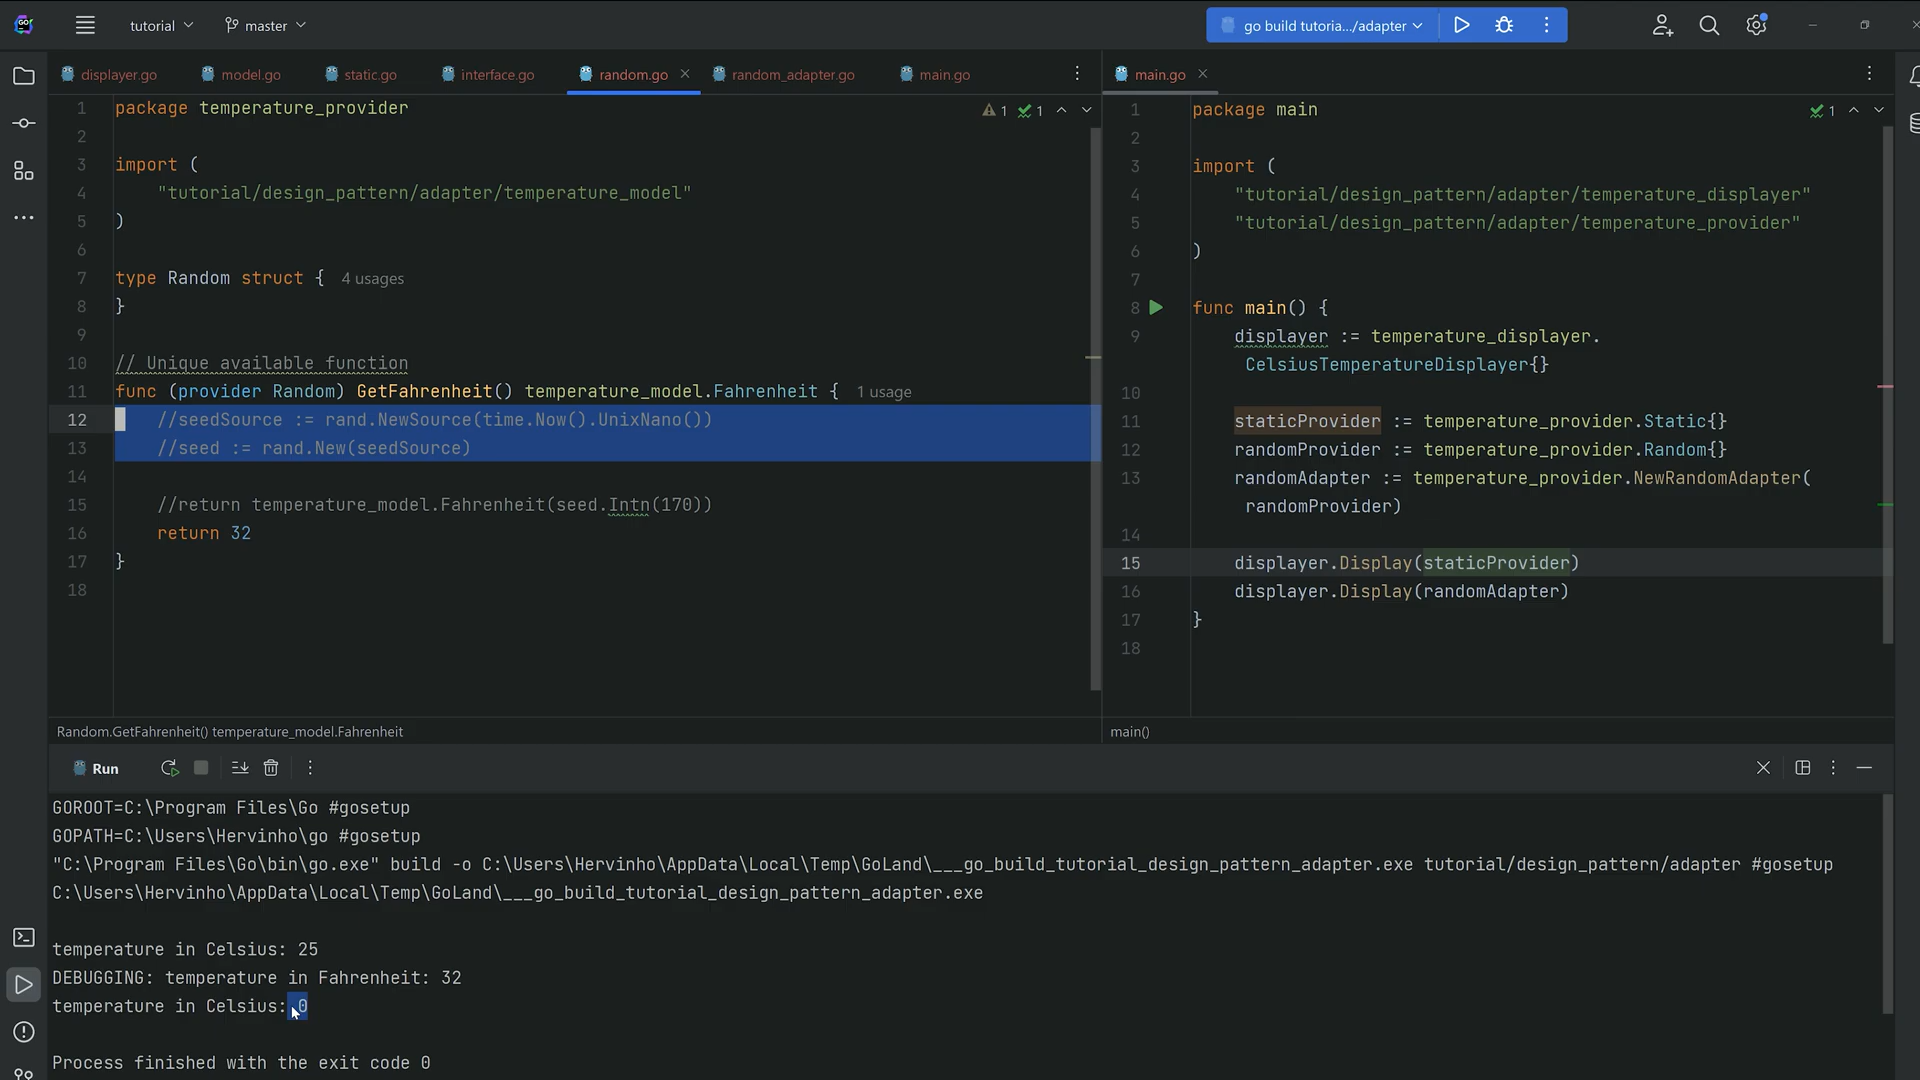 GO
tutorial
master
go build tutoria.../adapter
displayer.go
model.go
static.go
interface.go
random.go
random_adapter.go
main.go
1 package temperature_provider
2
3 import (
4 "tutorial/design_pattern/adapter/temperature_model"
5 )
6
7 type Random struct { 4 usages
8 }
9
10 // Unique available function
11 func (provider Random) GetFahrenheit() temperature_model.Fahrenheit { 1 usage
12 //seedSource := rand.NewSource(time.Now().UnixNano())
13 //seed := rand.New(seedSource)
14
15 //return temperature_model.Fahrenheit(seed.Intn(170))
16 return 32
17 }
18
1 1
Random.GetFahrenheit() temperature_model.Fahrenheit
main.go
1 package main
2
3 import (
4 "tutorial/design_pattern/adapter/temperature_displayer"
5 "tutorial/design_pattern/adapter/temperature_provider"
6 )
7
8 func main() {
9 displayer := temperature_displayer.
CelsiusTemperatureDisplayer{}
10
11 staticProvider := temperature_provider.Static{}
12 randomProvider := temperature_provider.Random{}
13 randomAdapter := temperature_provider.NewRandomAdapter(
randomProvider)
14
15 displayer.Display(staticProvider)
16 displayer.Display(randomAdapter)
17 }
18
1
main()
Run
GOROOT=C:\Program Files\Go #gosetup
GOPATH=C:\Users\Hervinho\go #gosetup
"C:\Program Files\Go\bin\go.exe" build -o C:\Users\Hervinho\AppData\Local\Temp\GoLand\___go_build_tutorial_design_pattern_adapter.exe tutorial/design_pattern/adapter #gosetup
C:\Users\Hervinho\AppData\Local\Temp\GoLand\___go_build_tutorial_design_pattern_adapter.exe
temperature in Celsius: 25
DEBUGGING: temperature in Fahrenheit: 32
temperature in Celsius: 0
Process finished with the exit code 0